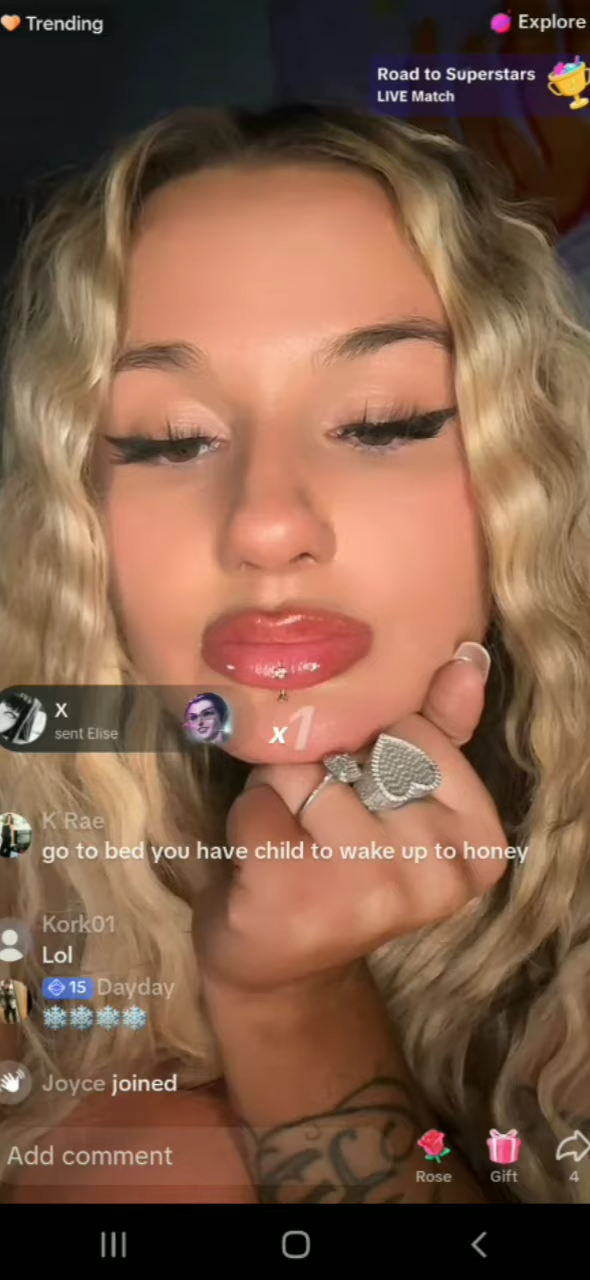 Trending
Explore
Road to Superstars
LIVE Match
X
sent Elise
x1
K Rae
go to bed you have child to wake up to honey
Kork01
Lol
15 Dayday
Joyce joined
Add comment
Rose
Gift
4